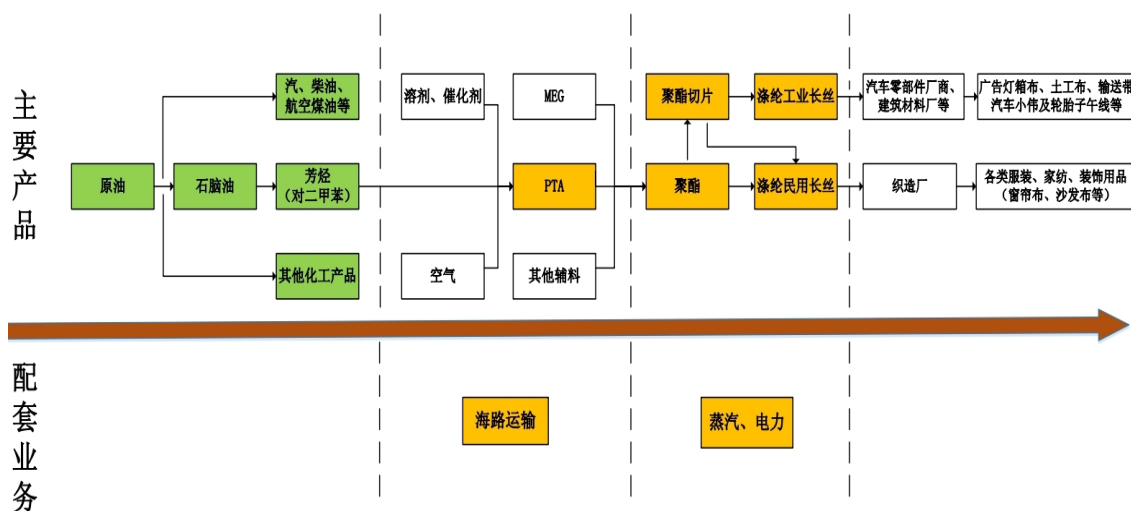 主要产品
汽、柴油、
航空煤油等
溶剂、催化剂
MEG
聚酯切片
涤纶工业长丝
汽车零部件厂商、
建筑材料厂等
广告灯箱布、土工布、输送带
汽车小伟及轮胎子午线等
原油
石脑油
芳烃
(对二甲苯)
PTA
聚酯
涤纶民用长丝
织造厂
各类服装、家纺、装饰用品
(窗帘布、沙发布等)
其他化工产品
空气
其他辅料
配套业务
海路运输
蒸汽、电力